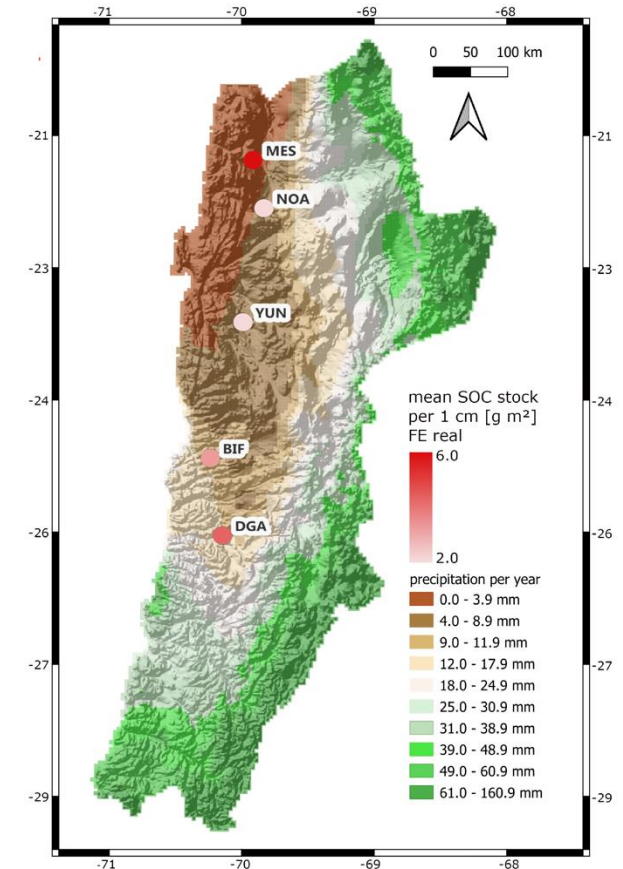 -71 -70 -69 -68
0 50 100 km
-21 -21
MES
NOA
-23 -23
YUN
-24 -24
mean SOC stock
per 1 cm [g m²]
FE real
BIF
6.0
-26 -26
DGA
2.0
precipitation per year
0.0 - 3.9 mm
4.0 - 8.9 mm
9.0 - 11.9 mm
12.0 - 17.9 mm
-27 -27
18.0 - 24.9 mm
25.0 - 30.9 mm
31.0 - 38.9 mm
39.0 - 48.9 mm
49.0 - 60.9 mm
61.0 - 160.9 mm
-29 -29
-71 -70 -69 -68